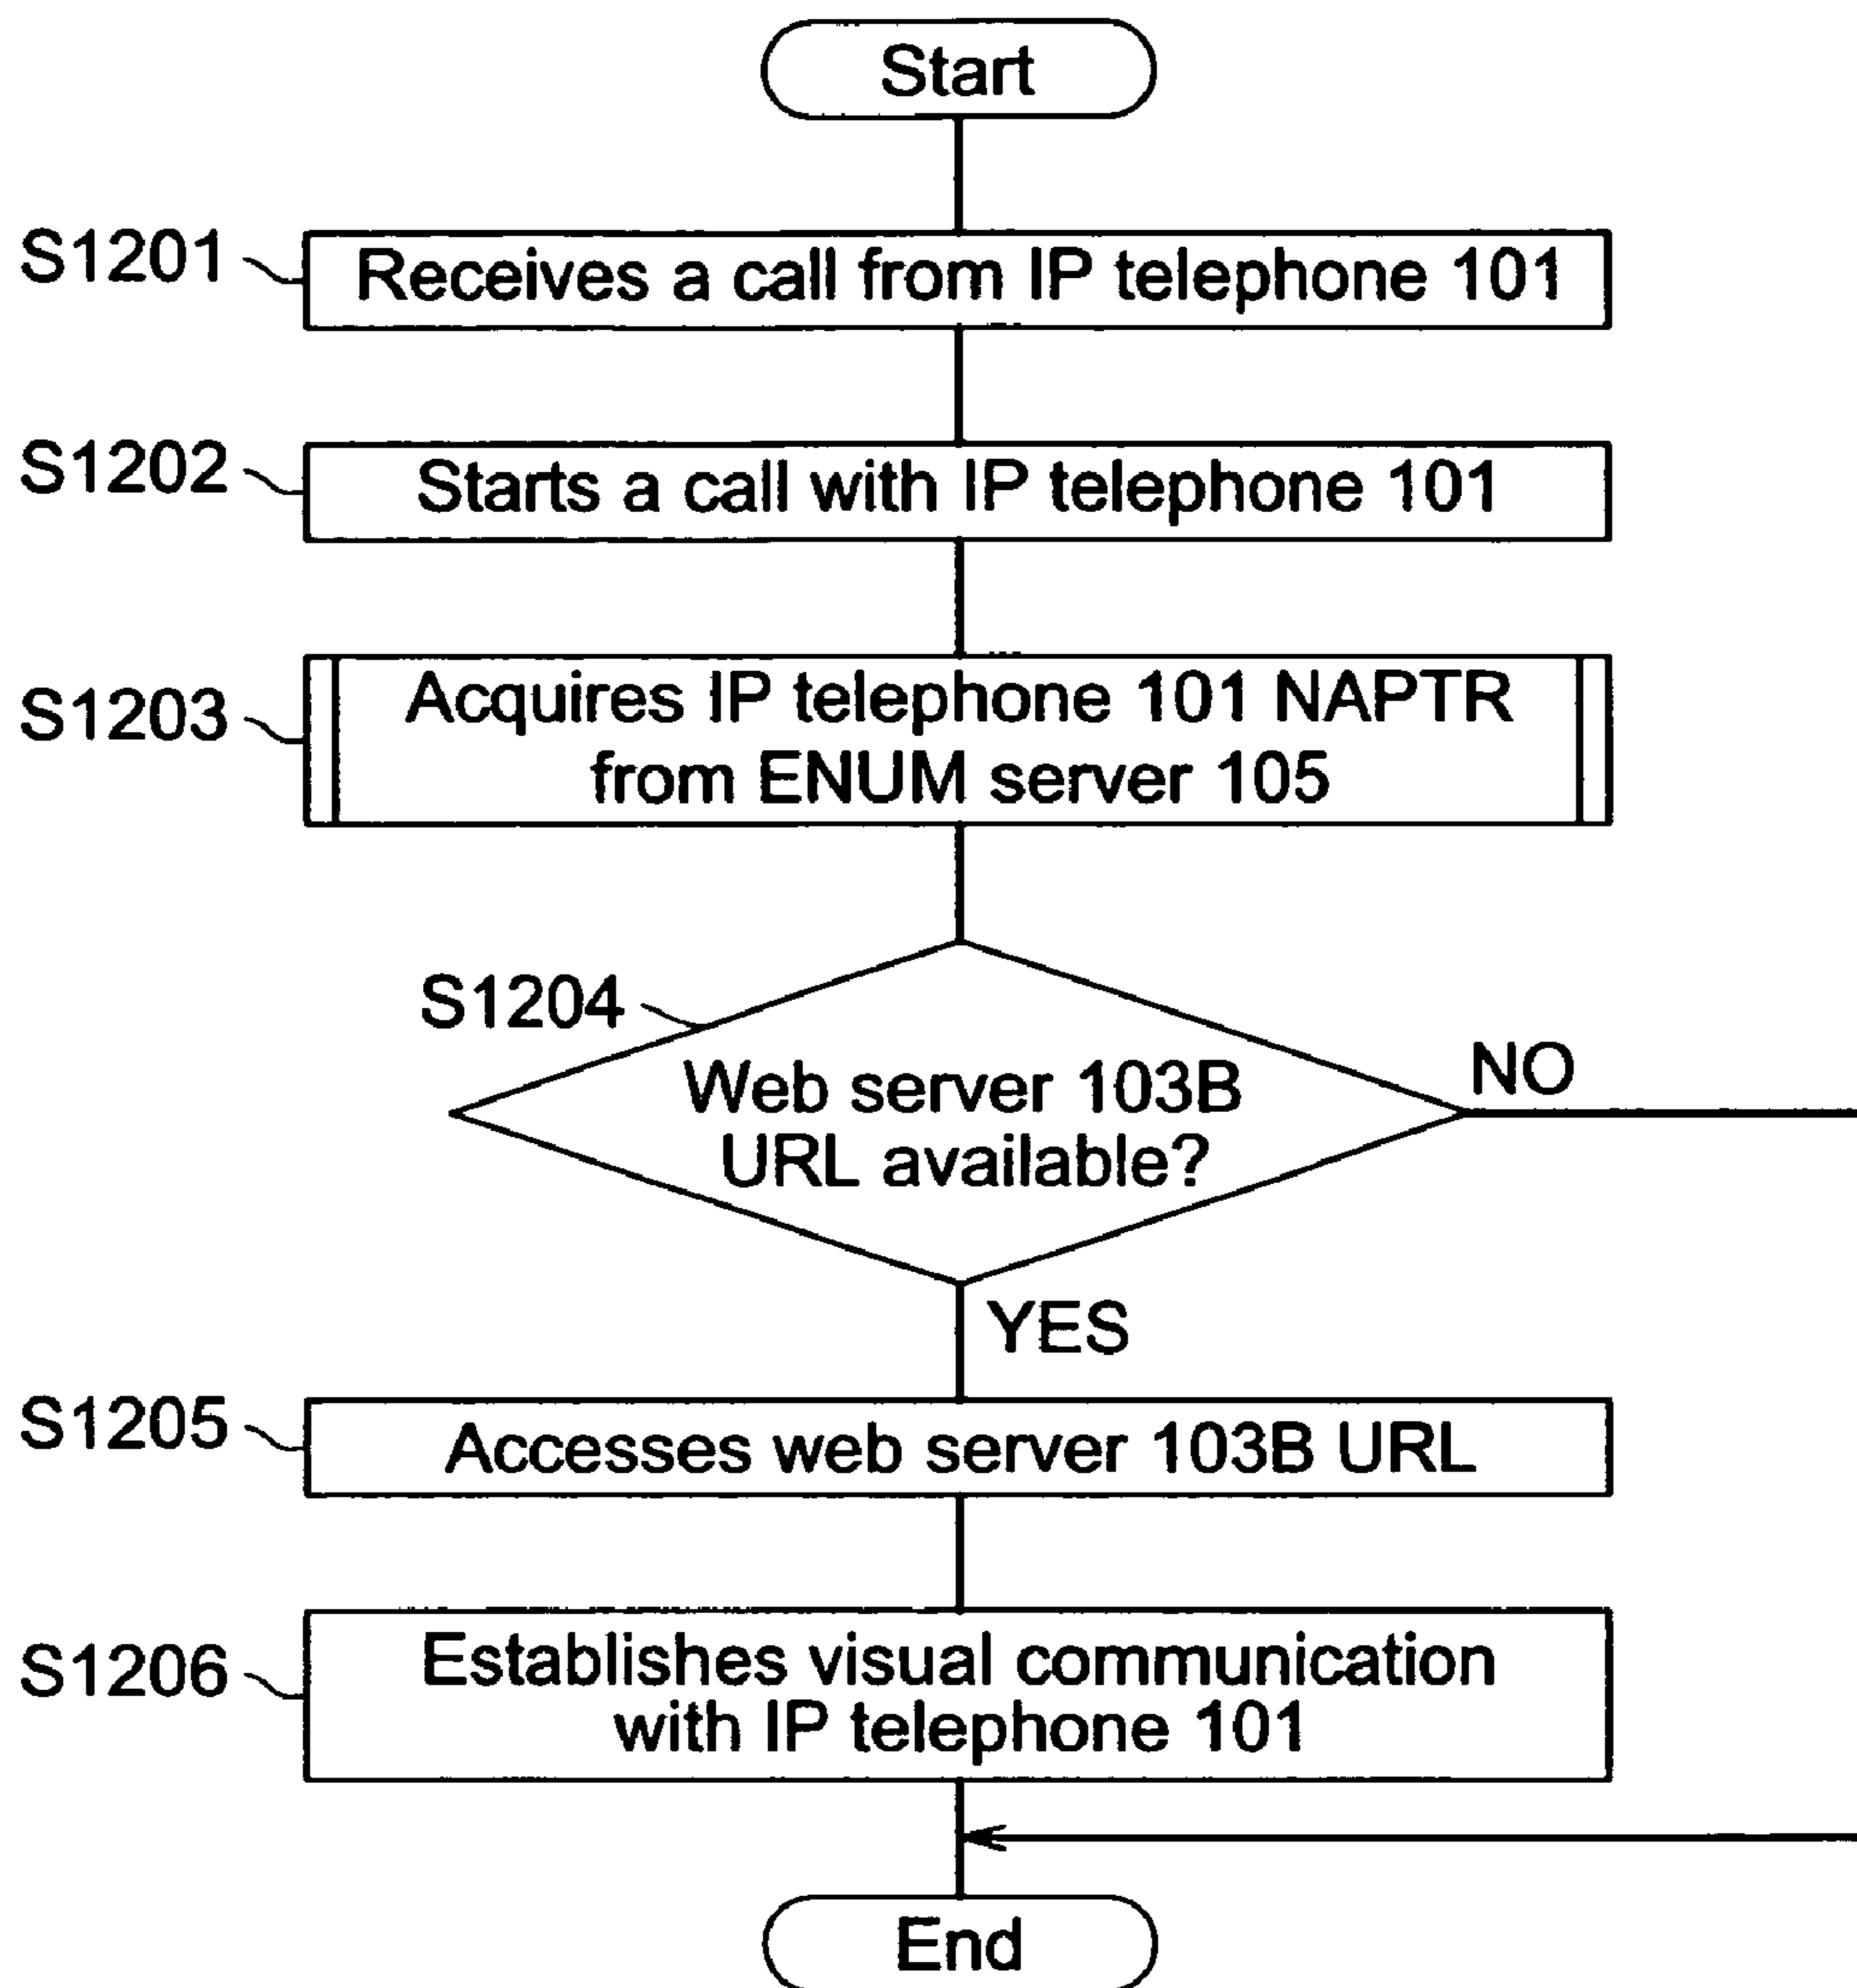 Start
S1201
Receives a call from IP telephone 101
S1202
Starts a call with IP telephone 101
S1203
Acquires IP telephone 101 NAPTR
from ENUM server 105
S1204
Web server 103B
URL available?
NO
YES
S1205
Accesses web server 103B URL
S1206
Establishes visual communication
with IP telephone 101
End